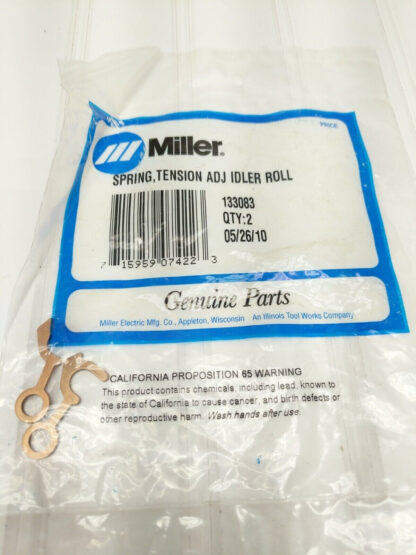 PRICE
Miller®
SPRING,TENSION ADJ IDLER ROLL
133083
QTY:2
05/26/10
7 15959 07422 3
Genuine Parts
Miller Electric Mfg. Co., Appleton, Wisconsin An Illinois Tool Works Company
CALIFORNIA PROPOSITION 65 WARNING
This product contains chemicals, including lead, known to
the state of California to cause cancer, and birth defects or
other reproductive harm. Wash hands after use.